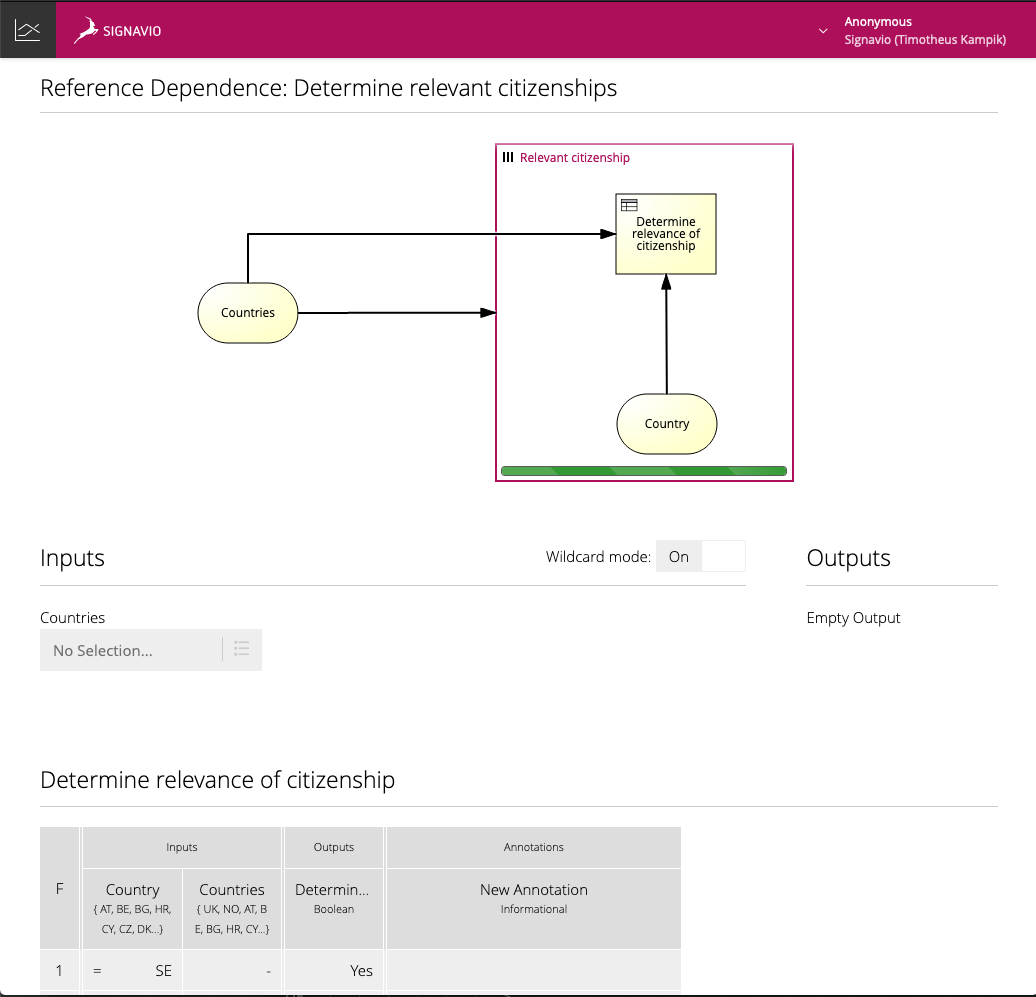 SIGNAVIO
Anonymous
Signavio (Timotheus Kampik)
Reference Dependence: Determine relevant citizenships
Relevant citizenship
Determine
relevance of
citizenship
Countries
Country
Inputs
Wildcard mode: On
Outputs
Countries
No Selection...
Empty Output
Determine relevance of citizenship
F
Inputs
Outputs
Annotations
Country
{ AT, BE, BG, HR,
CY, CZ, DK...}
Countries
{ UK, NO, AT, B
E, BG, HR, CY...}
Determin...
Boolean
New Annotation
Informational
1 = SE - Yes